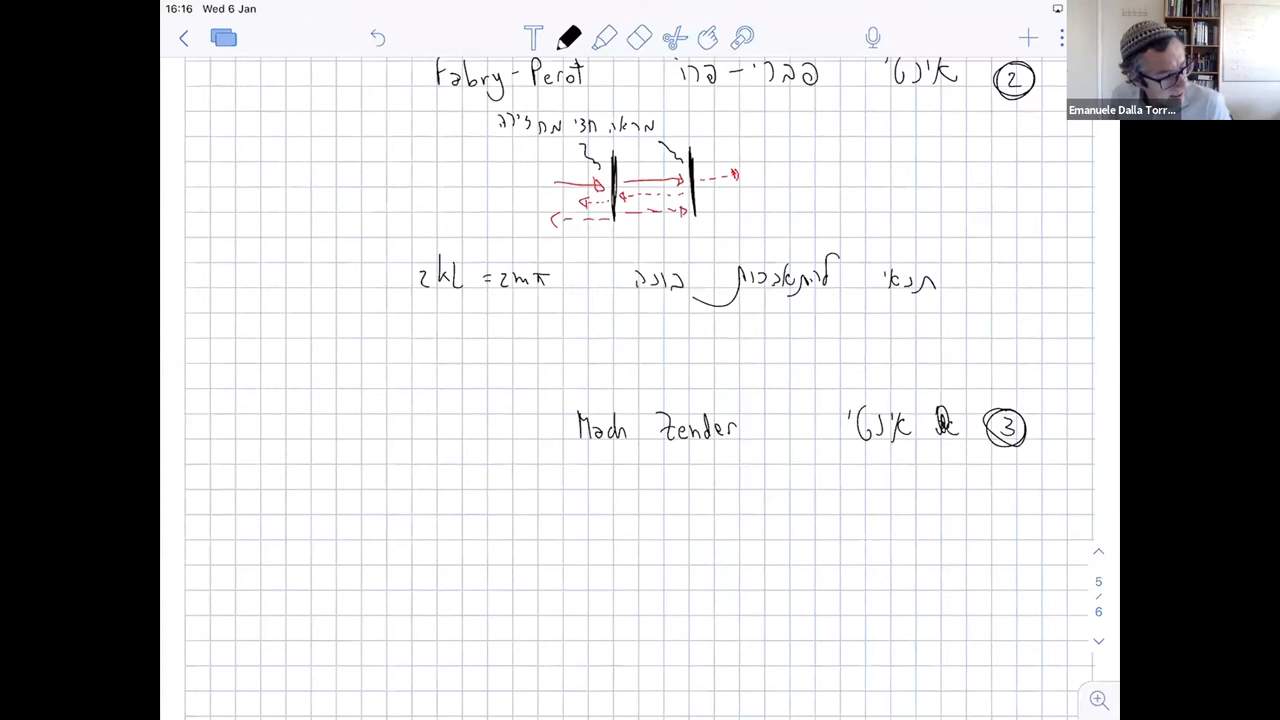 16:16 Wed 6 Jan
Emanuele Dalla Torr...
② אינט' פברי-פרו Fabry-Perot
מראה חצי מחזירה
תנאי להתאבכות בונה 2kL = 2mπ
③ אינט' Mach Zender
5
/
6